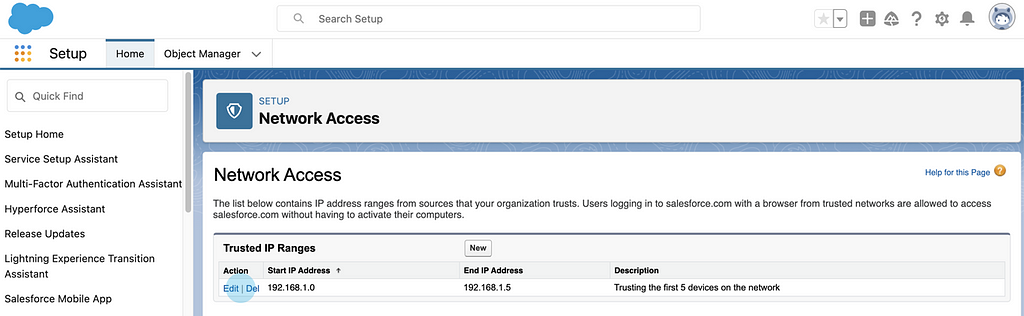 Search Setup
Setup
Home
Object Manager
Quick Find
Setup Home
Service Setup Assistant
Multi-Factor Authentication Assistant
Hyperforce Assistant
Release Updates
Lightning Experience Transition
Assistant
Salesforce Mobile App
SETUP
Network Access
Network Access
Help for this Page ?
The list below contains IP address ranges from sources that your organization trusts. Users logging in to salesforce.com with a browser from trusted networks are allowed to access
salesforce.com without having to activate their computers.
Trusted IP Ranges New
Action Start IP Address ↑ End IP Address Description
Edit | Del 192.168.1.0 192.168.1.5 Trusting the first 5 devices on the network